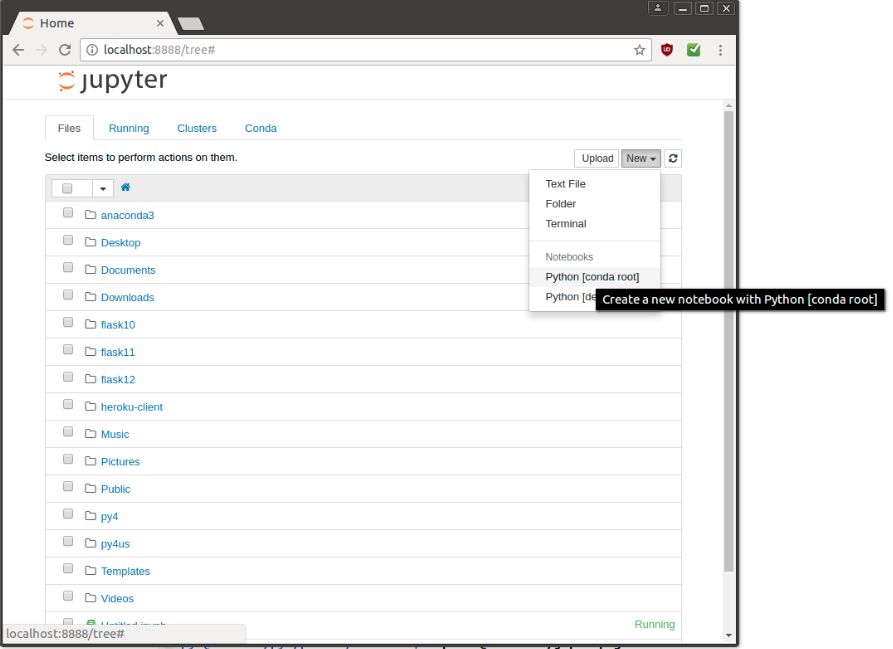 Home
localhost:8888/tree#
jupyter
Files Running Clusters Conda
Select items to perform actions on them.
Upload New
Text File
Folder
Terminal
Notebooks
Python [conda root]
Python [de
Create a new notebook with Python [conda root]
anaconda3
Desktop
Documents
Downloads
flask10
flask11
flask12
heroku-client
Music
Pictures
Public
py4
py4us
Templates
Videos
Untitled.ipynb Running
localhost:8888/tree#